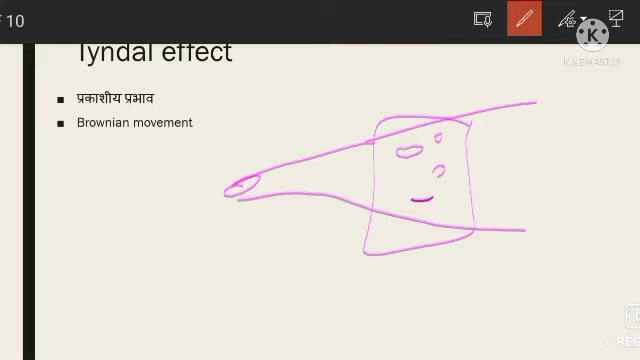 10
Tyndal effect
K
KINEMASTER
▪ प्रकाशीय प्रभाव
▪ Brownian movement